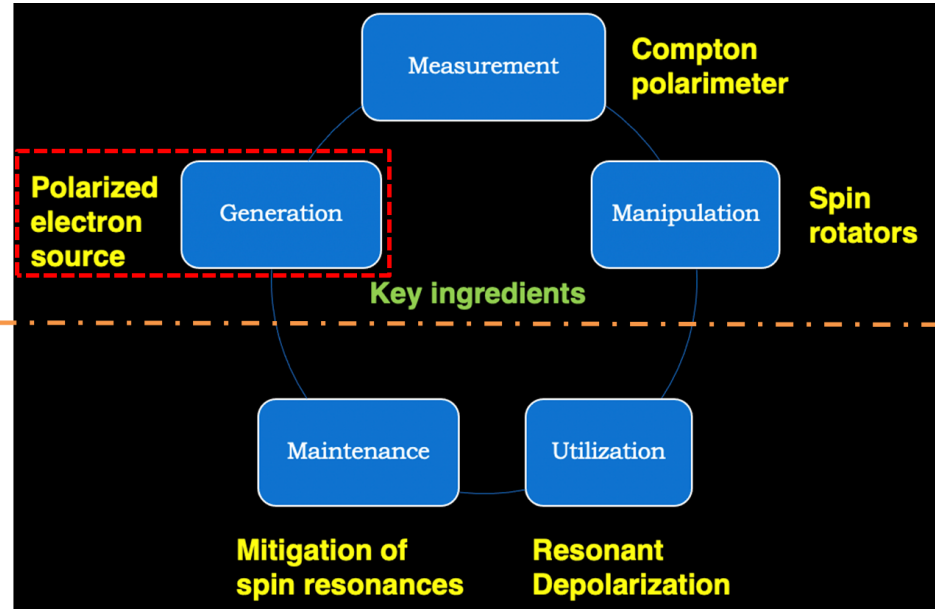 Measurement
Compton
polarimeter
Polarized
electron
source
Generation
Manipulation
Spin
rotators
Key ingredients
Maintenance
Utilization
Mitigation of
spin resonances
Resonant
Depolarization